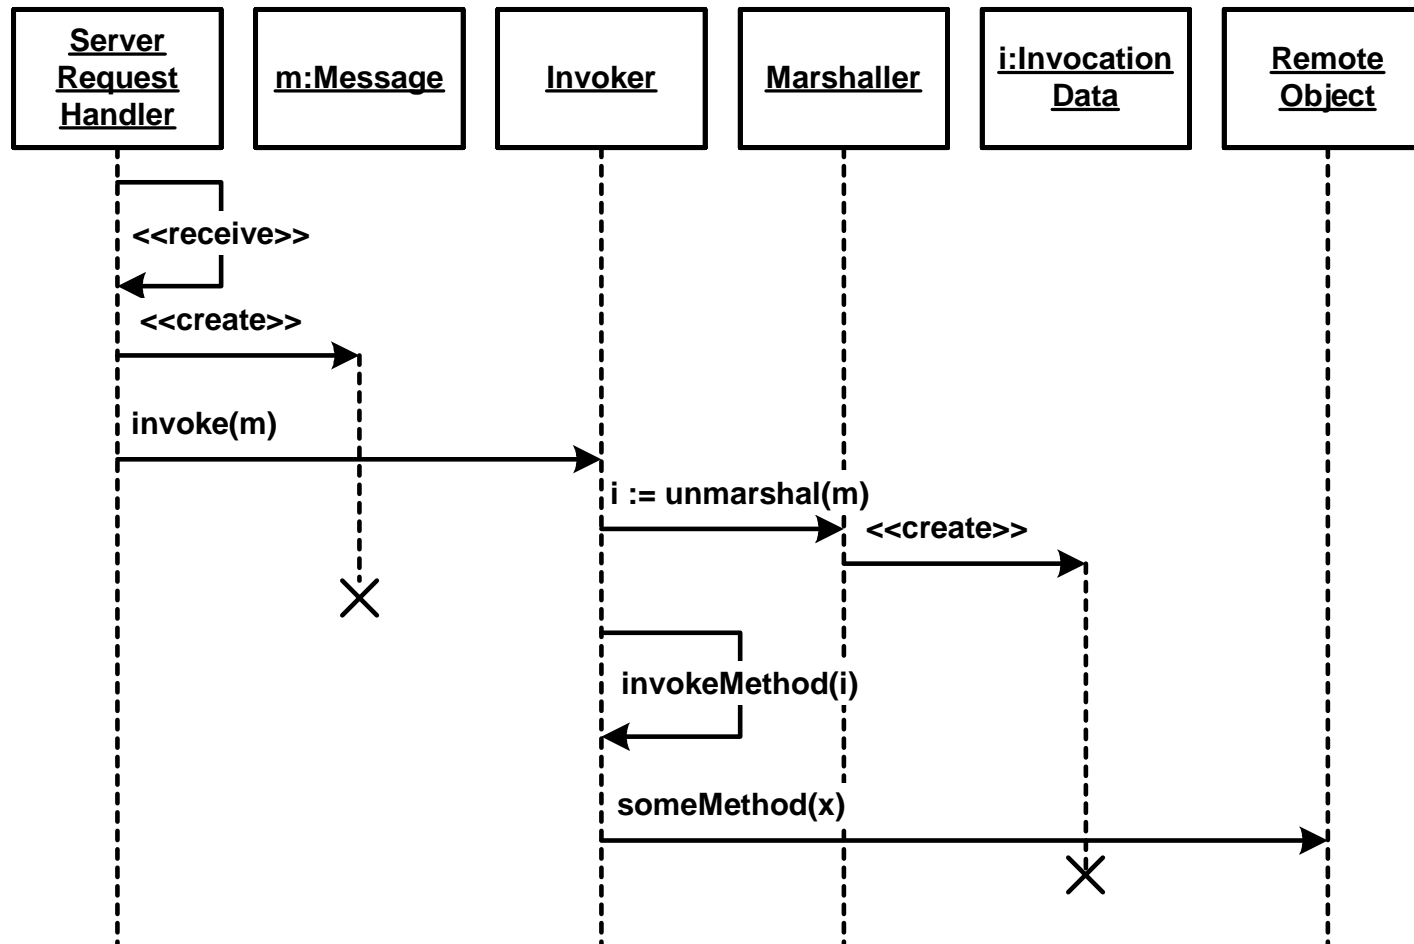 Server
Request
Handler
m:Message
Invoker
Marshaller
i:Invocation
Data
Remote
Object
<<receive>>
<<create>>
invoke(m)
i := unmarshal(m)
<<create>>
invokeMethod(i)
someMethod(x)